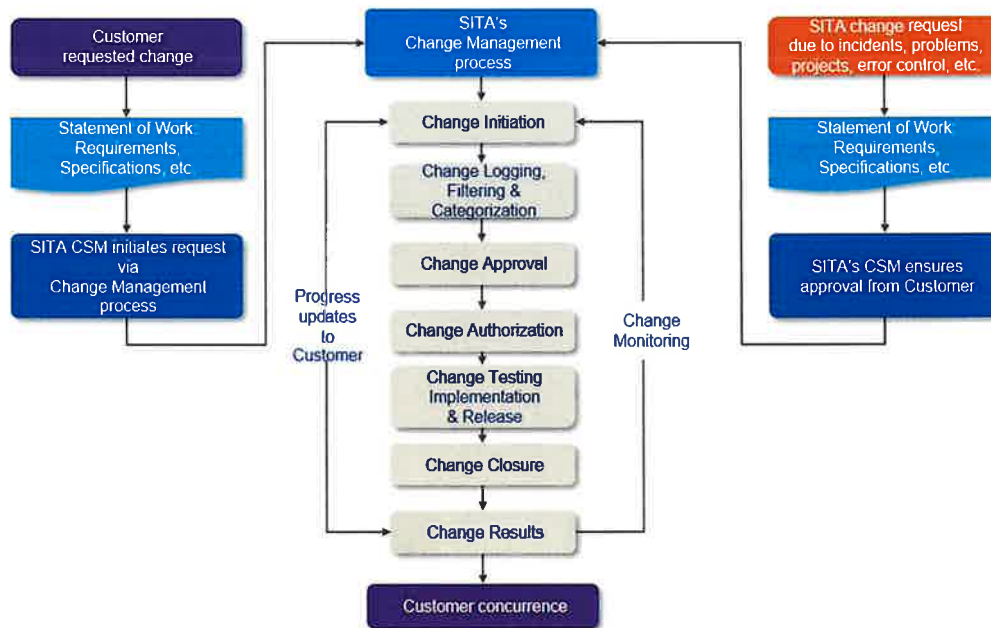 Customer
requested change
Statement of Work
Requirements,
Specifications, etc
SITA CSM initiales request
via
Change Management
process
SITA's
Change Management
process
Change Initiation
Change Logging,
Filtering &
Categorization
Change Approval
Change Authorization
Change Testing
Implementation
& Release
Change Closure
Change Results
Customer concurrence
Progress
updates to
Customer
Change
Monitoring
SITA change request
due to incidents, problems,
projects, error control, etc.
Statement of Work
Requirements,
Specifications, etc
SITA's CSM ensures
approval from Customer